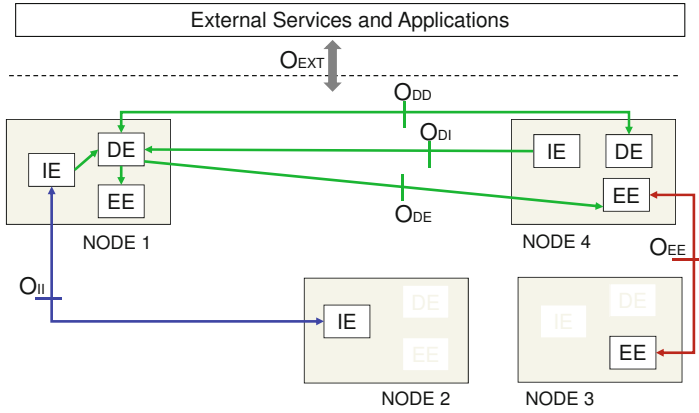 External Services and Applications
OEXT
ODD
ODI
DE
IE
EE
IE
DE
EE
ODE
NODE 1
NODE 4
OEE
OII
IE
DE
EE
DE
IE
EE
NODE 2
NODE 3